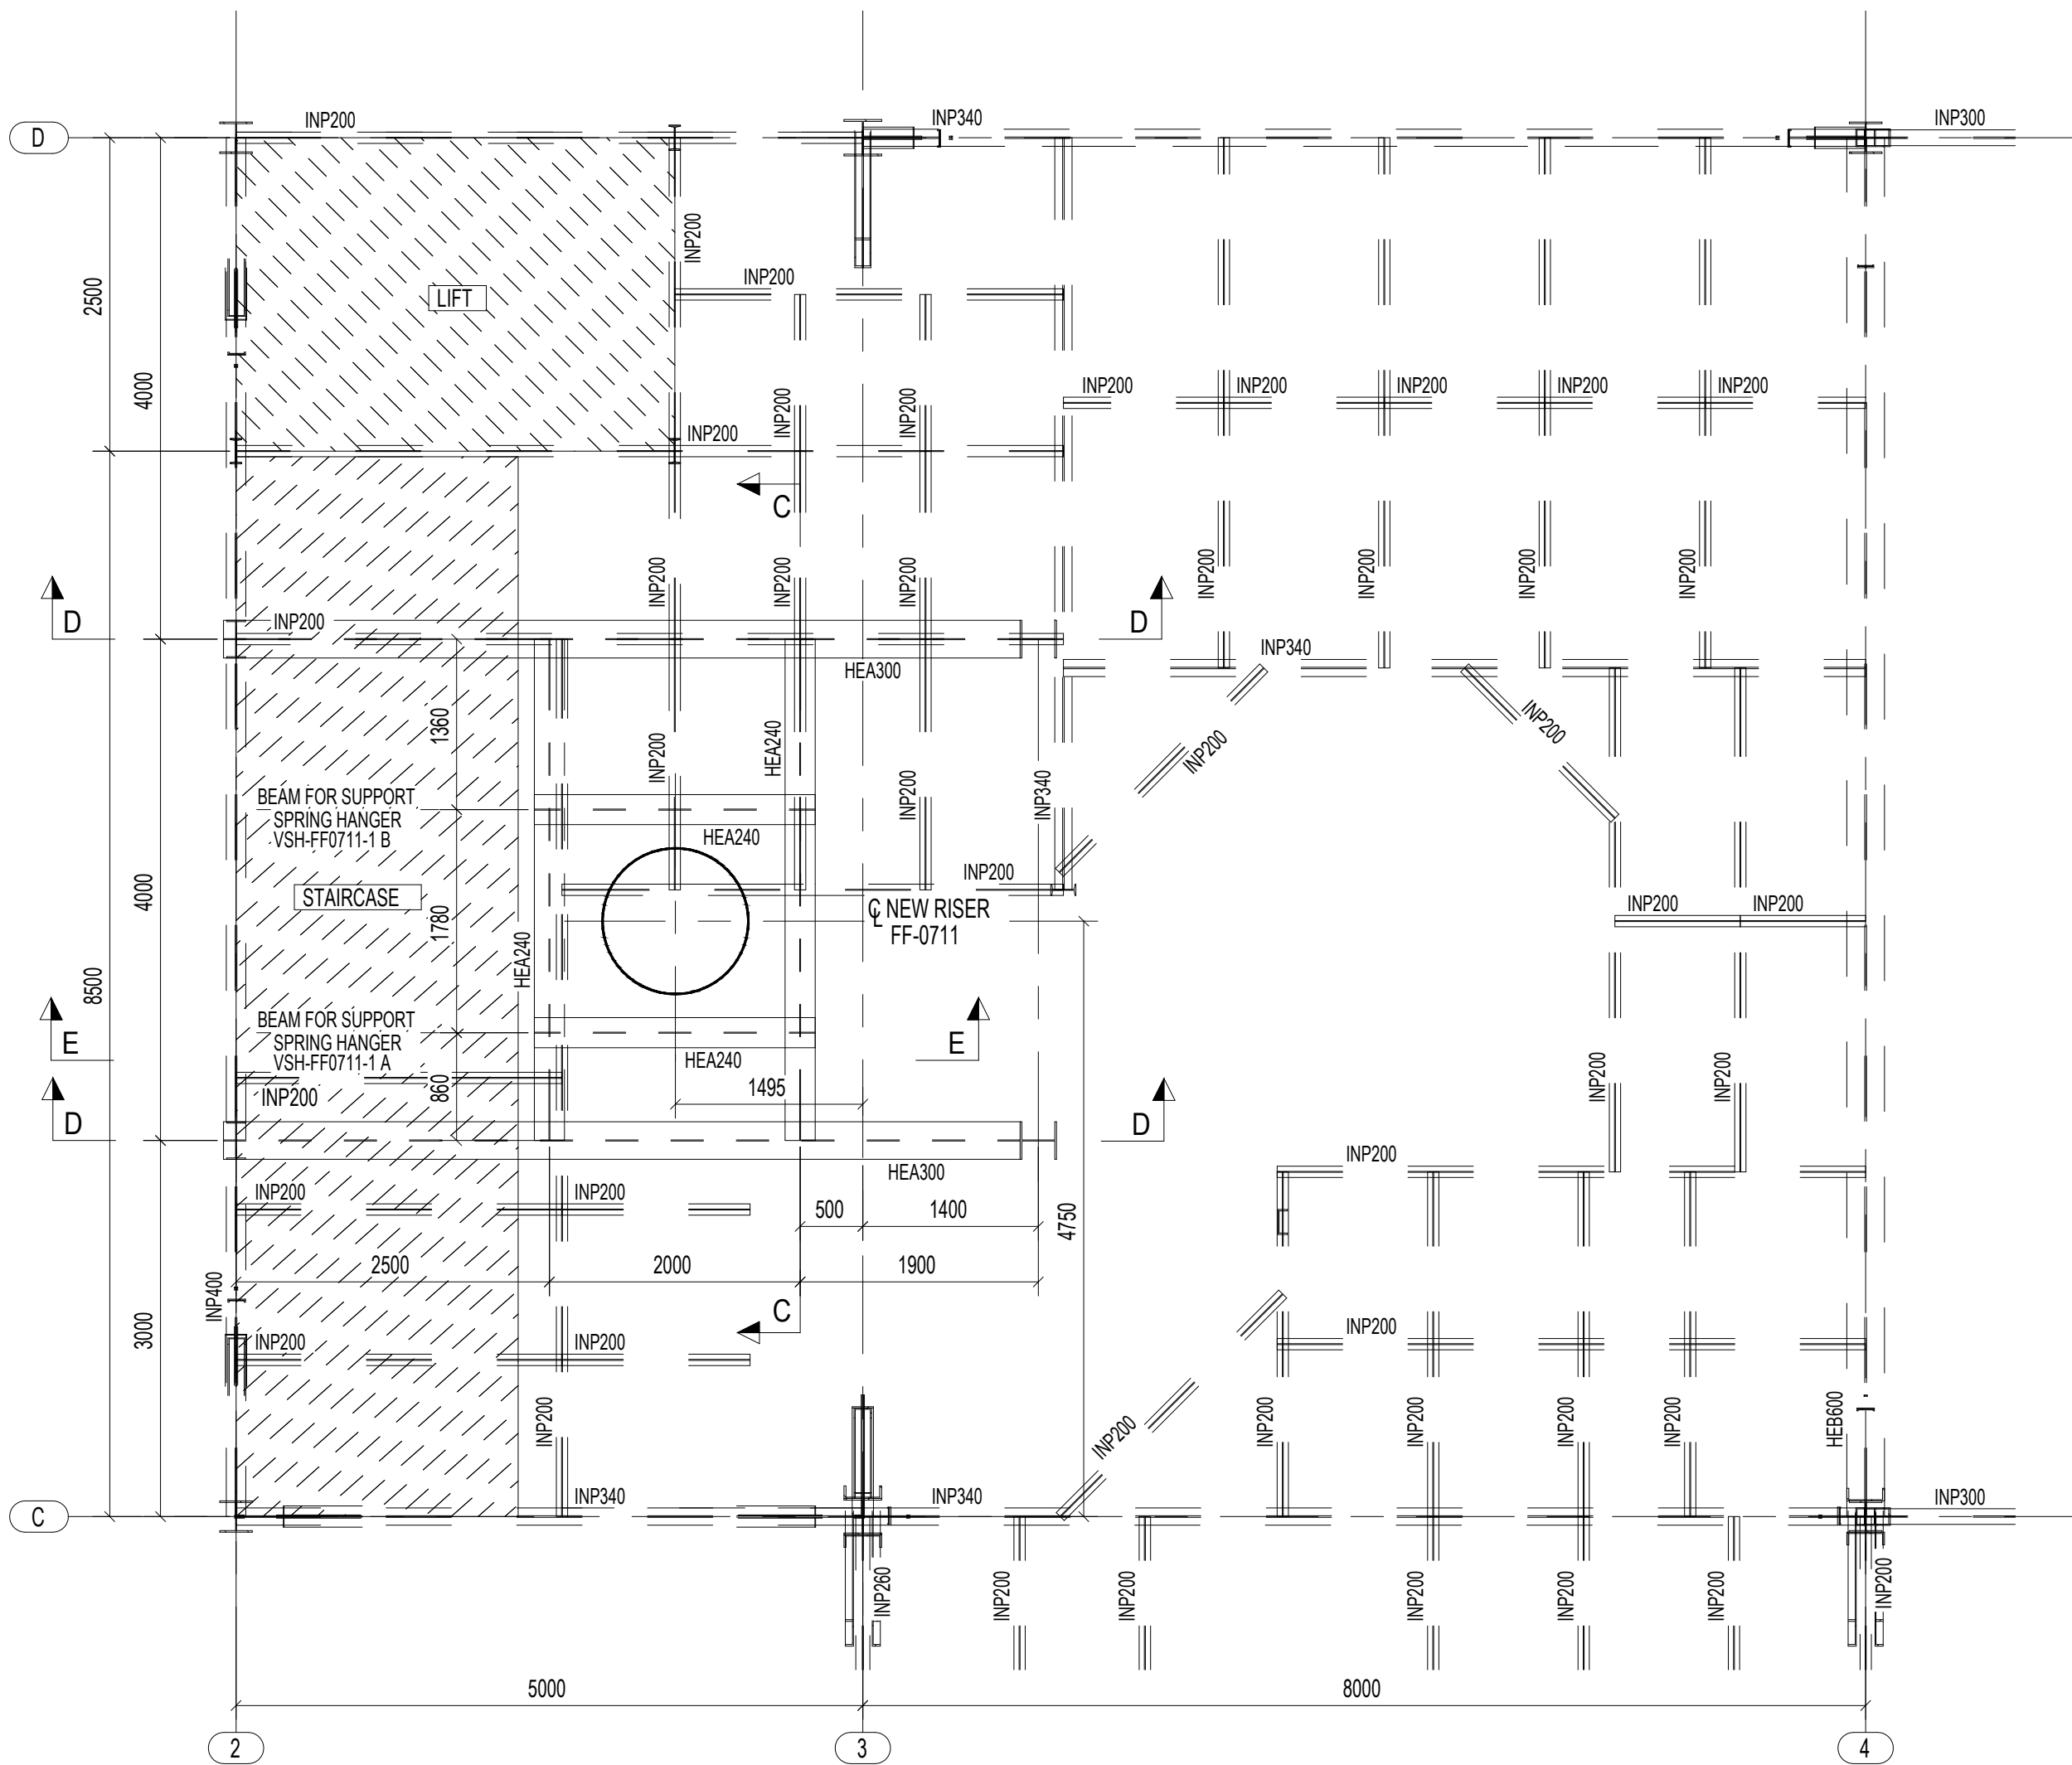 INP200
INP340
INP300
D
INP200
INP200
2500
LIFT
4000
INP200
INP200
INP200
INP200
INP200
INP200
INP200
INP200
INP200
C
INP200
INP200
INP200
INP200
INP200
INP200
INP200
D
INP200
D
INP340
HEA300
1360
INP200
HEA240
INP200
INP340
INP200
INP200
BEAM FOR SUPPORT
SPRING HANGER
VSH-FF0711-1 B
HEA240
4000
STAIRCASE
INP200
INP200
INP200
℄ NEW RISER
FF-0711
1780
HEA240
8500
BEAM FOR SUPPORT
SPRING HANGER
VSH-FF0711-1 A
E
E
HEA240
860
1495
INP200
INP200
INP200
D
D
INP200
HEA300
INP200
INP200
500
1400
4750
2500
2000
1900
INP400
C
3000
INP200
INP200
INP200
INP200
INP200
INP200
INP200
INP200
INP200
HEB600
INP340
INP340
INP300
C
INP260
INP200
INP200
INP200
INP200
INP200
INP200
5000
8000
2
3
4